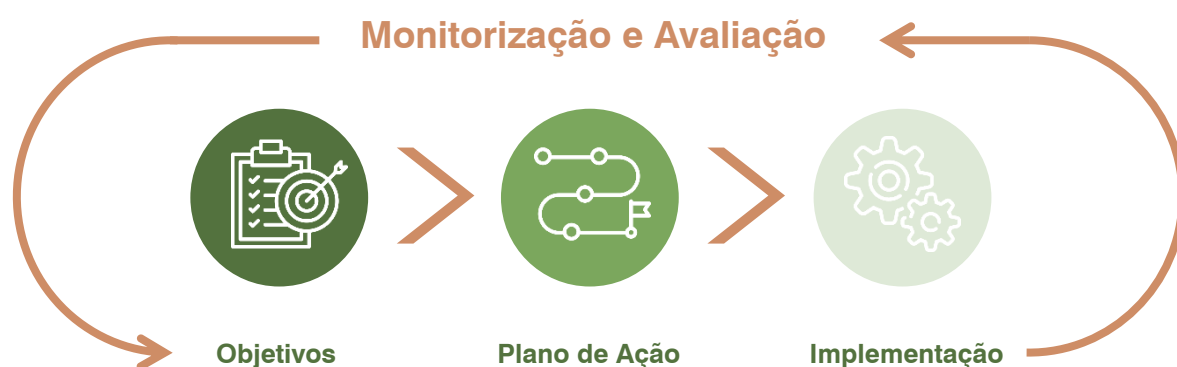 Monitorização e Avaliação
Objetivos
Plano de Ação
Implementação